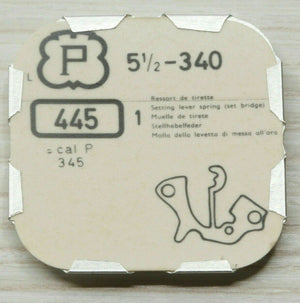 P 5½-340
L
445 1
Ressort de tirette
Setting lever spring (set bridge)
Muelle de tirete
Stellhebelfeder
Molla della levetta di messa all'ora
= cal P
345